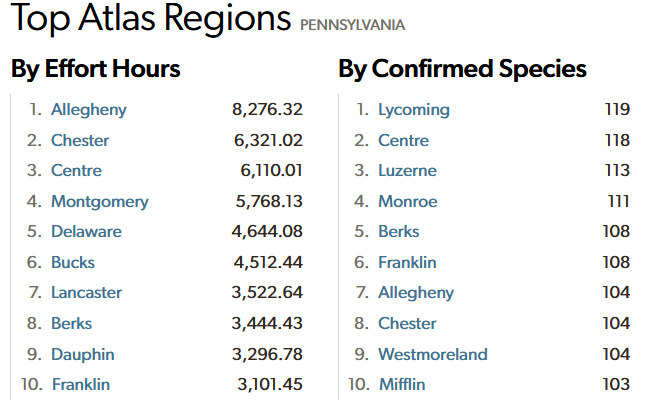 Top Atlas Regions PENNSYLVANIA
By Effort Hours
1. Allegheny 8,276.32
2. Chester 6,321.02
3. Centre 6,110.01
4. Montgomery 5,768.13
5. Delaware 4,644.08
6. Bucks 4,512.44
7. Lancaster 3,522.64
8. Berks 3,444.43
9. Dauphin 3,296.78
10. Franklin 3,101.45
By Confirmed Species
1. Lycoming 119
2. Centre 118
3. Luzerne 113
4. Monroe 111
5. Berks 108
6. Franklin 108
7. Allegheny 104
8. Chester 104
9. Westmoreland 104
10. Mifflin 103